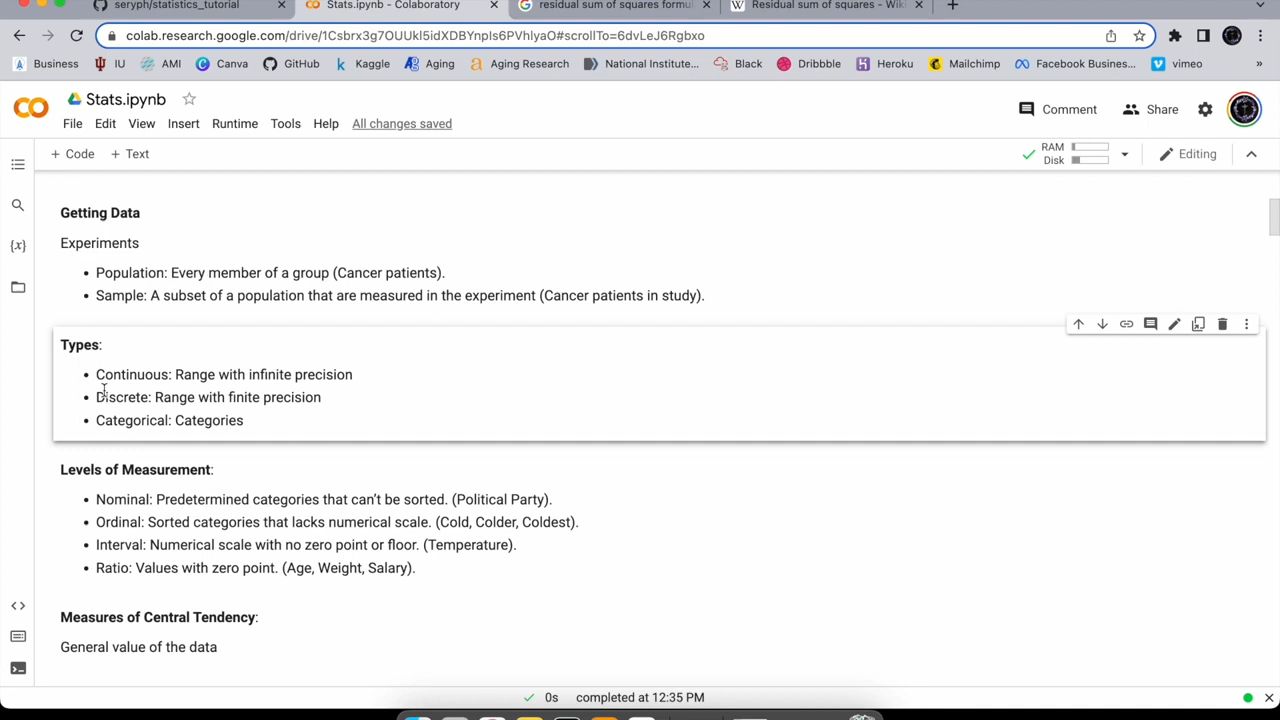 seryph/statistics_tutorial
Stats.ipynb - Colaboratory
residual sum of squares formul
Residual sum of squares - Wiki
colab.research.google.com/drive/1Csbrx3g7OUUkl5idXDBYnpls6PVhlyaO#scrollTo=6dvLeJ6Rgbxo
Business IU AMI Canva GitHub Kaggle Aging Aging Research National Institute... Black Dribbble Heroku Mailchimp Facebook Busines... vimeo »
Stats.ipynb
Comment Share
File Edit View Insert Runtime Tools Help All changes saved
+ Code + Text
RAM
Disk
Editing
Getting Data
Experiments
• Population: Every member of a group (Cancer patients).
• Sample: A subset of a population that are measured in the experiment (Cancer patients in study).
Types:
• Continuous: Range with infinite precision
• Discrete: Range with finite precision
• Categorical: Categories
Levels of Measurement:
• Nominal: Predetermined categories that can't be sorted. (Political Party).
• Ordinal: Sorted categories that lacks numerical scale. (Cold, Colder, Coldest).
• Interval: Numerical scale with no zero point or floor. (Temperature).
• Ratio: Values with zero point. (Age, Weight, Salary).
Measures of Central Tendency:
General value of the data
0s completed at 12:35 PM